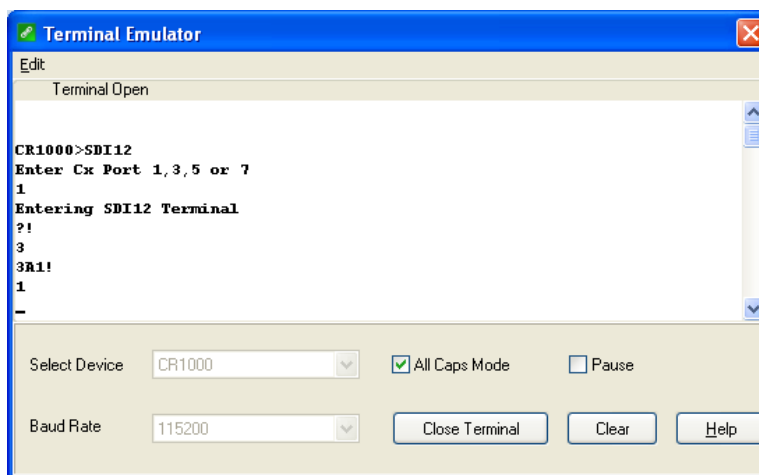 Terminal Emulator
Edit
Terminal Open
CR1000>SDI12
Enter Cx Port 1,3,5 or 7
1
Entering SDI12 Terminal
?!
3
3A1!
1
Select Device CR1000 All Caps Mode Pause
Baud Rate 115200 Close Terminal Clear Help